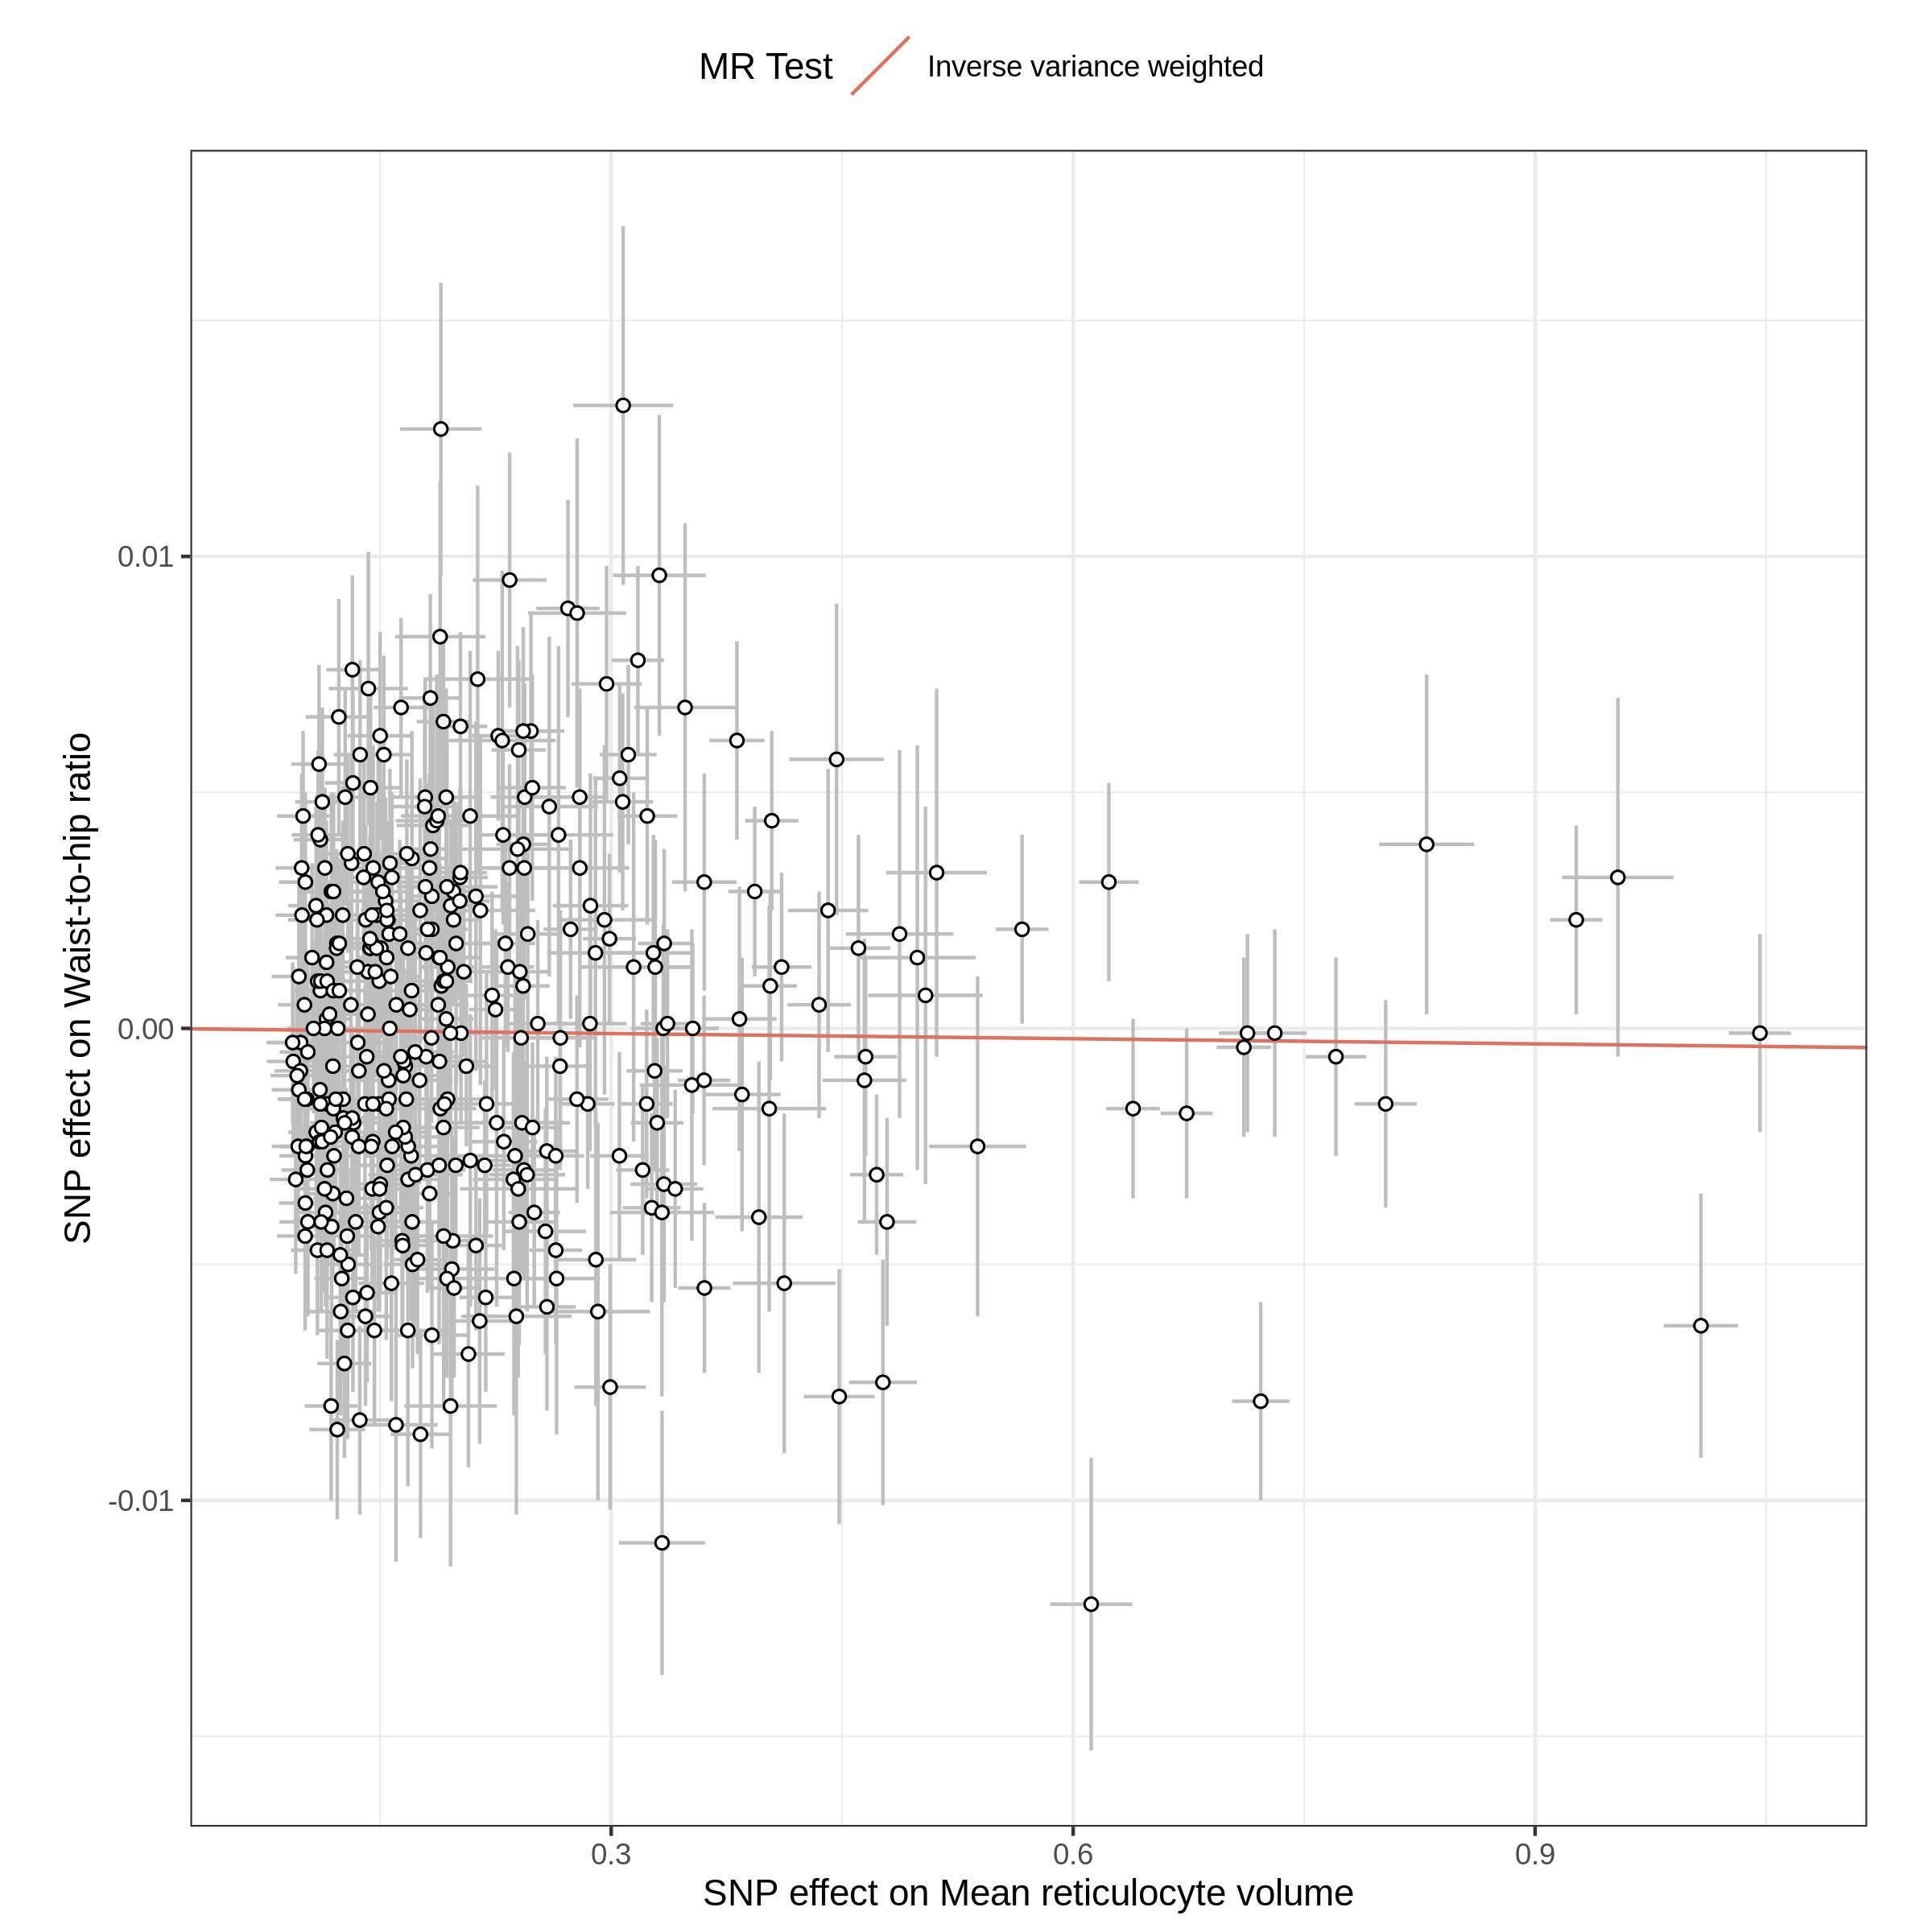 MR Test Inverse variance weighted
SNP effect on Waist-to-hip ratio
0.01
0.00
-0.01
0.3 0.6 0.9
SNP effect on Mean reticulocyte volume